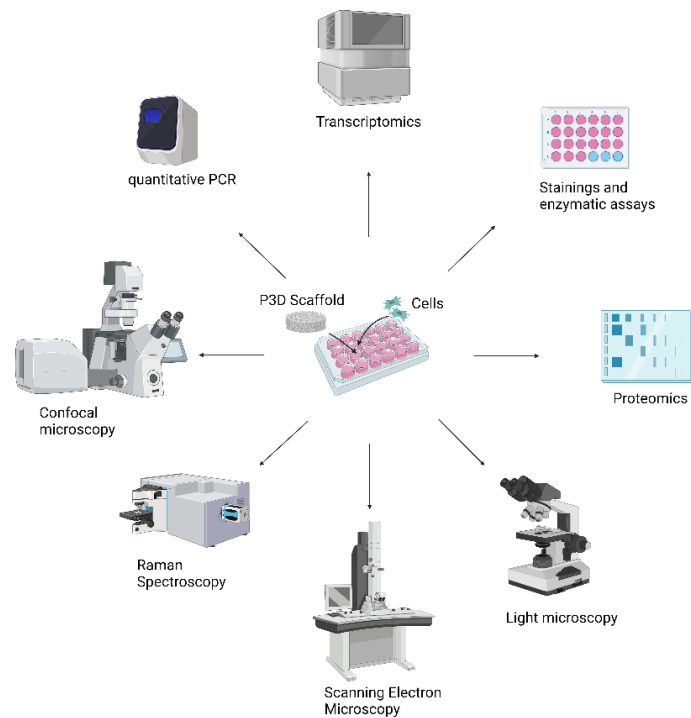 Transcriptomics
quantitative PCR
Stainings and
enzymatic assays
P3D Scaffold
Cells
Confocal
microscopy
Proteomics
Raman
Spectroscopy
Light microscopy
Scanning Electron
Microscopy